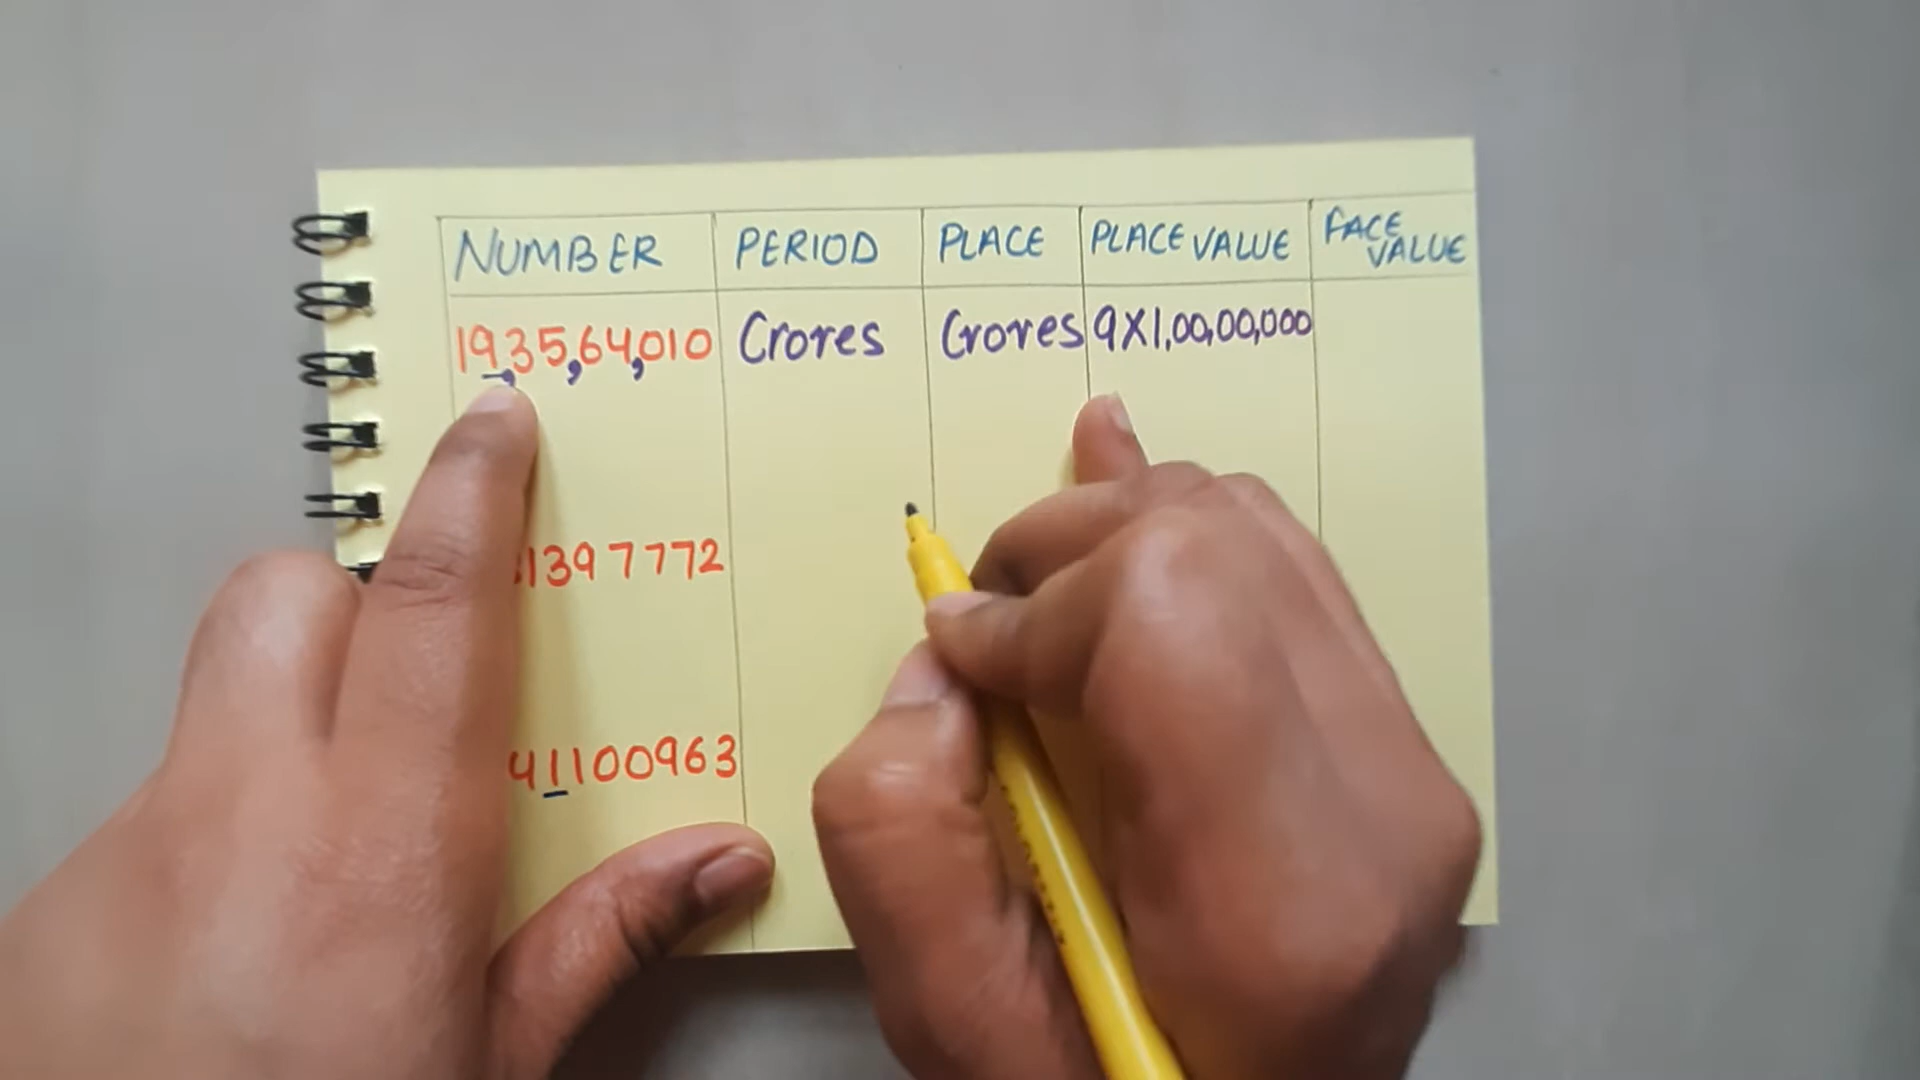 NUMBER PERIOD PLACE PLACE VALUE FACE VALUE
19,35,64,010 Crores Crores 9X1,00,00,000
1397772
41100963